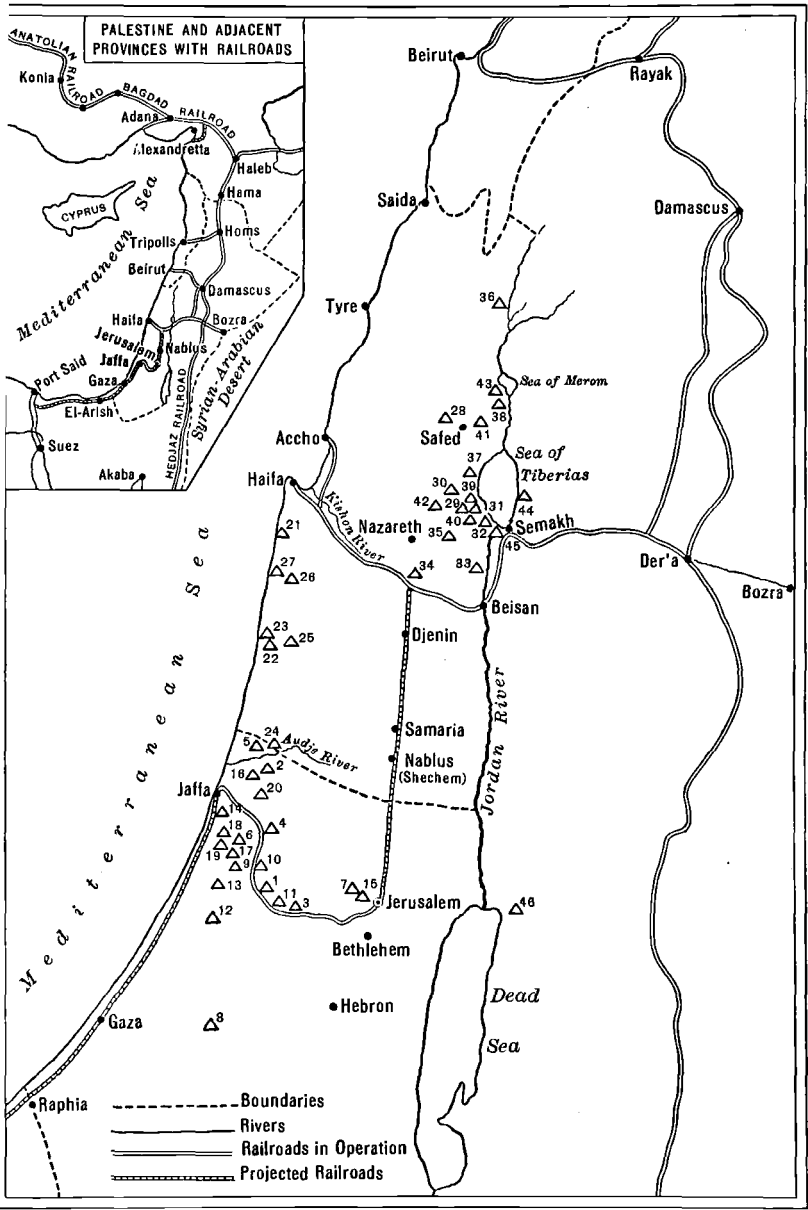 PALESTINE AND ADJACENT
PROVINCES WITH RAILROADS
ANATOLIAN RAILROAD
Konia
BAGDAD RAILROAD
Adana
Alexandretta
Haleb
Hama
CYPRUS
Mediterranean Sea
Tripolis
Homs
Beirut
Damascus
Haifa
Bozra
Jerusalem
Nablus
Jaffa
Port Said
Gaza
El-Arish
Syrian-Arabian
Desert
HEDJAZ RAILROAD
Suez
Akaba
Beirut
Rayak
Saida
Damascus
36
Tyre
43
Sea of Merom
38
28
41
Safed
Accho
Sea of
Tiberias
37
Haifa
30
39
44
42
29
31
Kishon River
40
32
Semakh
21
Nazareth
35
45
Der'a
27
26
34
33
Bozra
Beisan
23
25
22
Djenin
Mediterranean Sea
Jordan River
Samaria
24
5
Audje River
Nablus
(Shechem)
16
2
Jaffa
20
14
18
4
6
19
17
9
10
13
1
7
15
11
3
Jerusalem
12
46
Bethlehem
Dead
Sea
Hebron
8
Gaza
Raphia
Boundaries
Rivers
Railroads in Operation
Projected Railroads